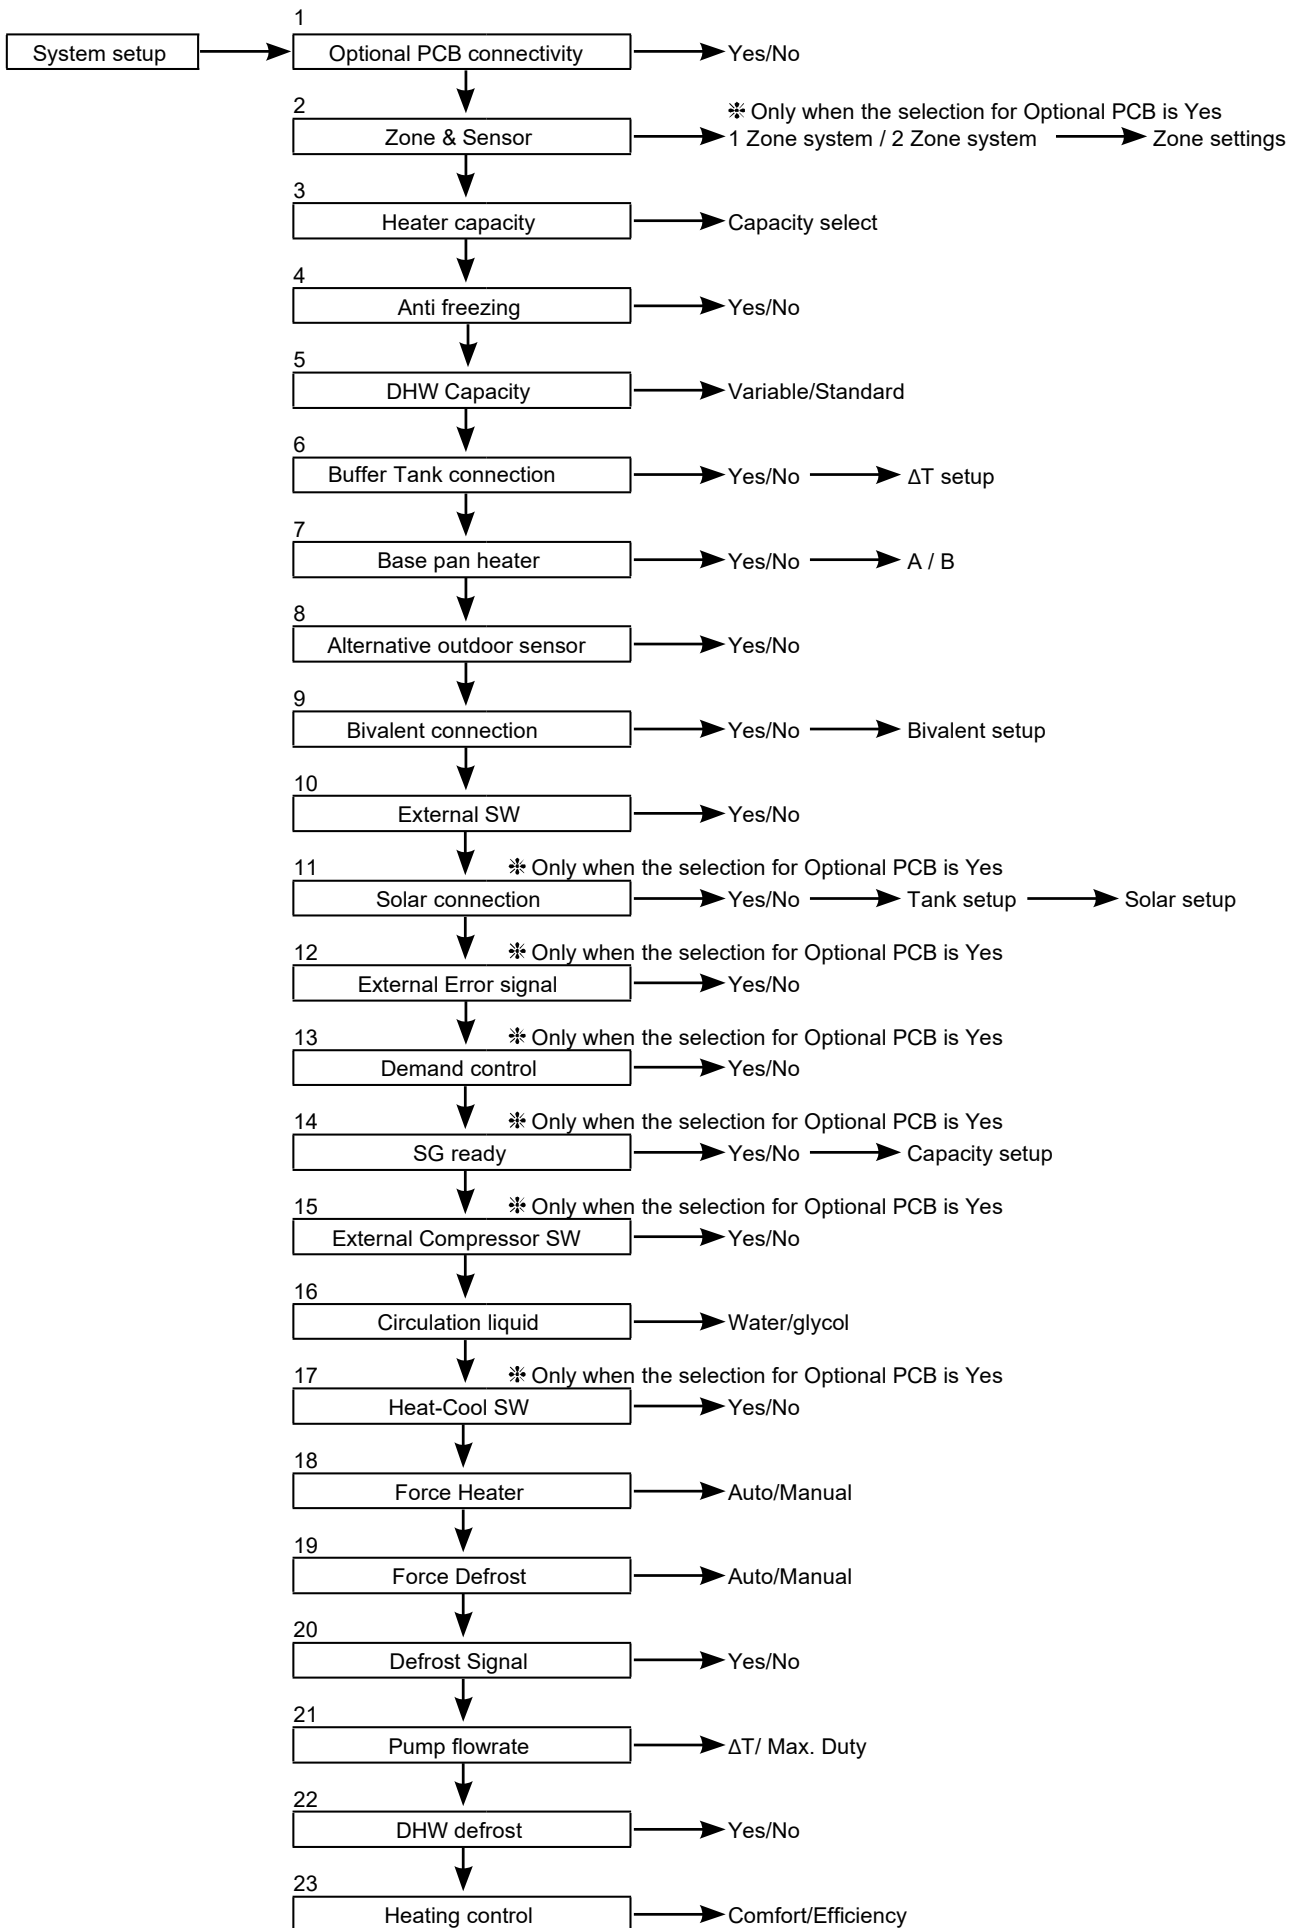 1
System setup Optional PCB connectivity Yes/No
2 ❉ Only when the selection for Optional PCB is Yes
Zone & Sensor 1 Zone system / 2 Zone system Zone settings
3
Heater capacity Capacity select
4
Anti freezing Yes/No
5
DHW Capacity Variable/Standard
6
Buffer Tank connection Yes/No ΔT setup
7
Base pan heater Yes/No A / B
8
Alternative outdoor sensor Yes/No
9
Bivalent connection Yes/No Bivalent setup
10
External SW Yes/No
11 ❉ Only when the selection for Optional PCB is Yes
Solar connection Yes/No Tank setup Solar setup
12 ❉ Only when the selection for Optional PCB is Yes
External Error signal Yes/No
13 ❉ Only when the selection for Optional PCB is Yes
Demand control Yes/No
14 ❉ Only when the selection for Optional PCB is Yes
SG ready Yes/No Capacity setup
15 ❉ Only when the selection for Optional PCB is Yes
External Compressor SW Yes/No
16
Circulation liquid Water/glycol
17 ❉ Only when the selection for Optional PCB is Yes
Heat-Cool SW Yes/No
18
Force Heater Auto/Manual
19
Force Defrost Auto/Manual
20
Defrost Signal Yes/No
21
Pump flowrate ΔT/ Max. Duty
22
DHW defrost Yes/No
23
Heating control Comfort/Efficiency